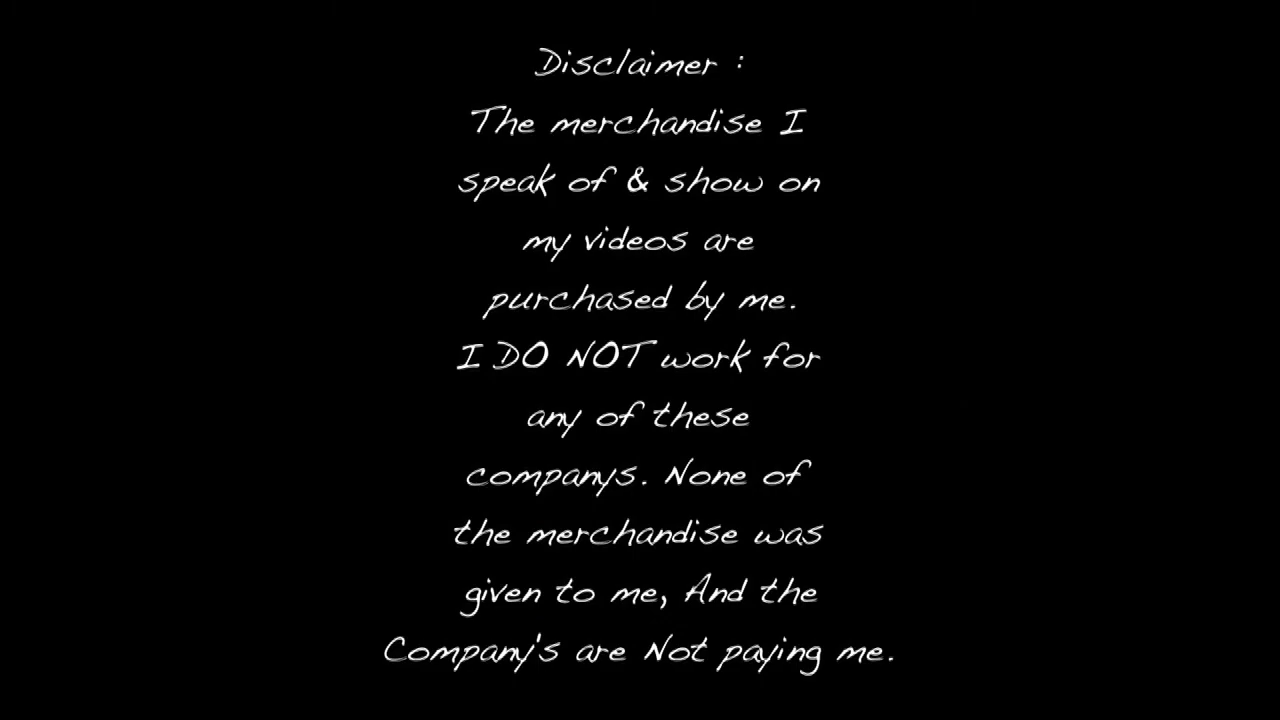 Disclaimer :
The merchandise I
speak of & show on
my videos are
purchased by me.
I DO NOT work for
any of these
companys. None of
the merchandise was
given to me, And the
Company's are Not paying me.